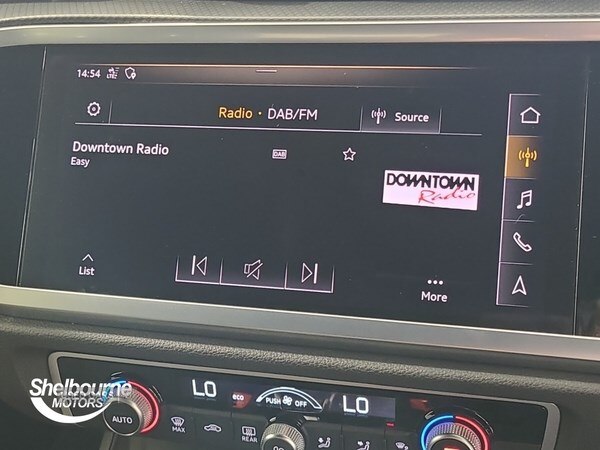 14:54
Radio · DAB/FM
Source
Downtown Radio
DAB
Easy
DOWNTOWN
Radio
List
More
Shelbourne
MOTORS
LO
eco
PUSH OFF
LO
AUTO
MAX
REAR